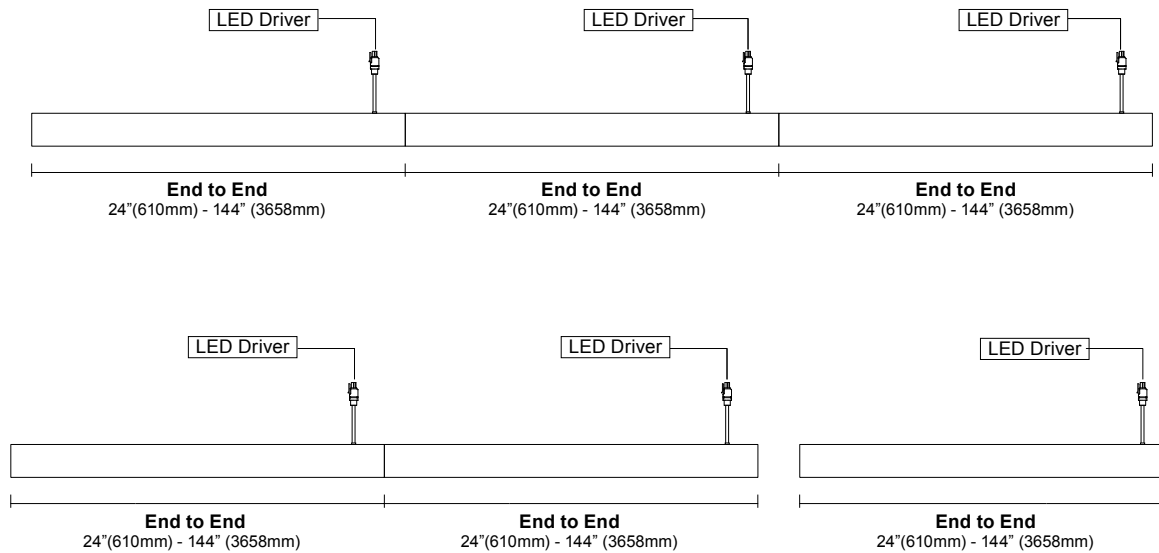 LED Driver LED Driver LED Driver
End to End End to End End to End
24”(610mm) - 144” (3658mm) 24”(610mm) - 144” (3658mm) 24”(610mm) - 144” (3658mm)
LED Driver LED Driver LED Driver
End to End End to End End to End
24”(610mm) - 144” (3658mm) 24”(610mm) - 144” (3658mm) 24”(610mm) - 144” (3658mm)